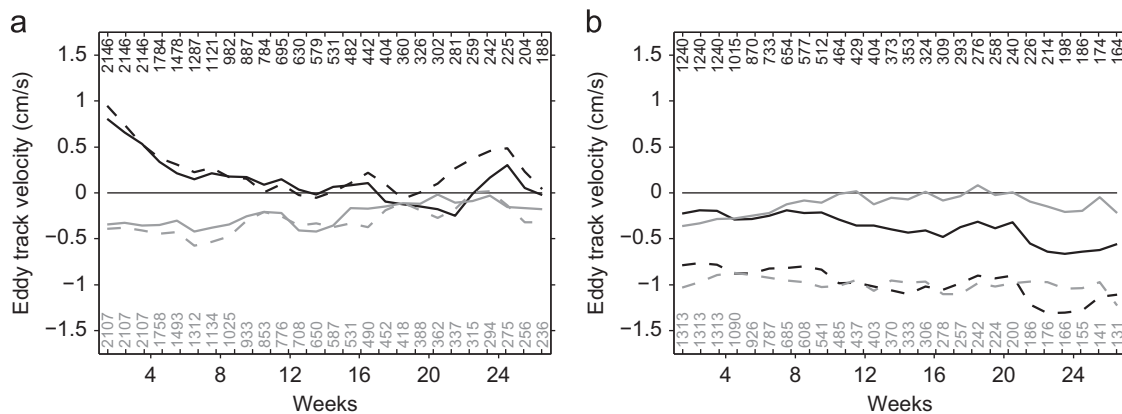 a
2146 2146 2146 1784 1478 1287 1121 982 887 784 695 630 579 531 482 442 404 360 326 302 281 259 242 225 204 188
1.5
1
0.5
0
−0.5
−1
−1.5
Eddy track velocity (cm/s)
2107 2107 2107 1758 1493 1312 1134 1025 933 853 776 708 650 587 531 490 452 418 388 362 337 315 294 275 256 236
4 8 12 16 20 24
Weeks
b
1240 1240 1240 1015 870 733 654 577 512 464 429 404 373 353 324 309 293 276 258 240 226 214 198 186 174 164
1.5
1
0.5
0
−0.5
−1
−1.5
Eddy track velocity (cm/s)
1313 1313 1313 1090 926 787 685 608 541 485 437 403 370 333 306 278 257 242 224 200 186 176 166 155 141 131
4 8 12 16 20 24
Weeks